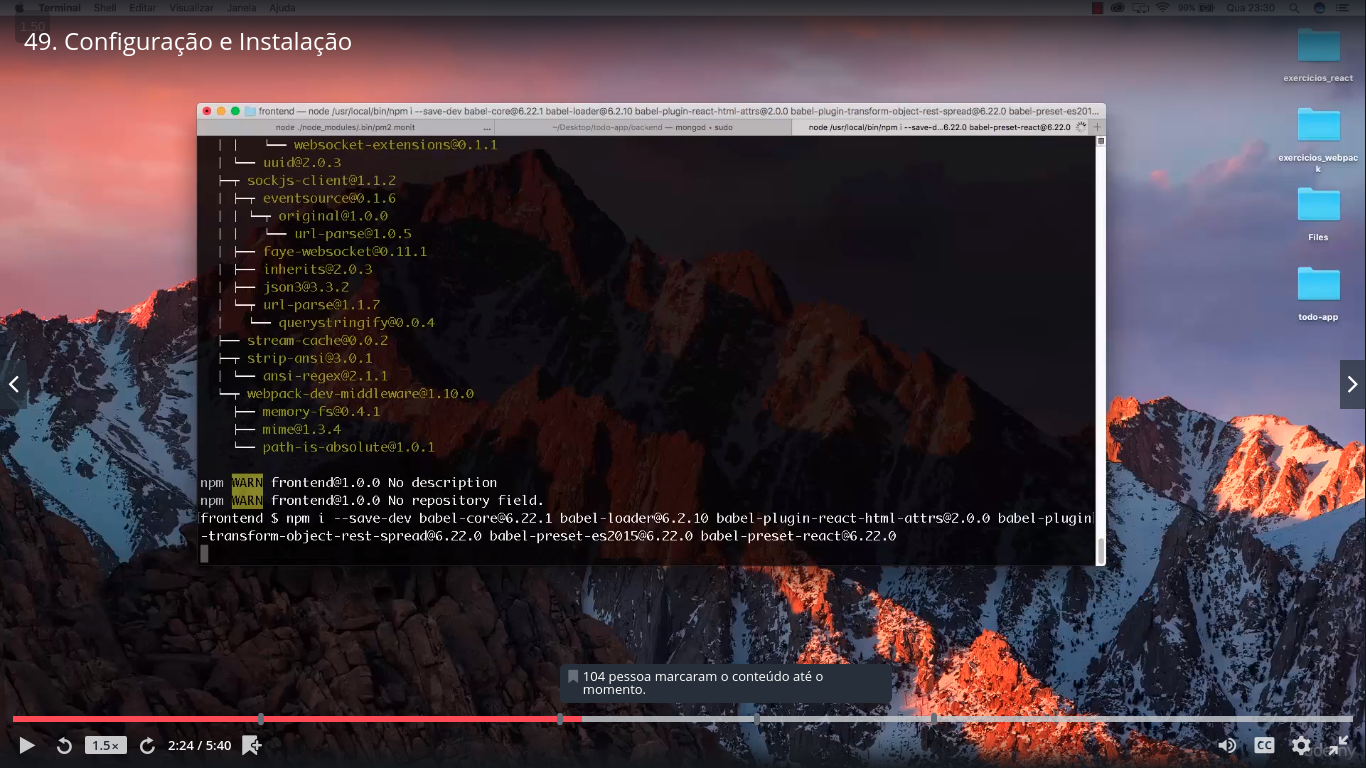 Terminal Shell Editar Visualizar Janela Ajuda
99% Qua 23:30
1.50
49. Configuração e Instalação
exercicios_react
exercicios_webpac
k
Files
todo-app
frontend — node /usr/local/bin/npm i --save-dev babel-core@6.22.1 babel-loader@6.2.10 babel-plugin-react-html-attrs@2.0.0 babel-plugin-transform-object-rest-spread@6.22.0 babel-preset-es201...
node ./node_modules/.bin/pm2 monit ... ~/Desktop/todo-app/backend — mongod • sudo node /usr/local/bin/npm i --save-d...6.22.0 babel-preset-react@6.22.0 +
│ │ └── websocket-extensions@0.1.1
│ └── uuid@2.0.3
├─┬ sockjs-client@1.1.2
│ ├─┬ eventsource@0.1.6
│ │ └─┬ original@1.0.0
│ │   └── url-parse@1.0.5
│ ├── faye-websocket@0.11.1
│ ├── inherits@2.0.3
│ ├── json3@3.3.2
│ └─┬ url-parse@1.1.7
│   └── querystringify@0.0.4
├── stream-cache@0.0.2
├─┬ strip-ansi@3.0.1
│ └── ansi-regex@2.1.1
└─┬ webpack-dev-middleware@1.10.0
  ├── memory-fs@0.4.1
  ├── mime@1.3.4
  └── path-is-absolute@1.0.1
npm WARN frontend@1.0.0 No description
npm WARN frontend@1.0.0 No repository field.
frontend $ npm i --save-dev babel-core@6.22.1 babel-loader@6.2.10 babel-plugin-react-html-attrs@2.0.0 babel-plugin
-transform-object-rest-spread@6.22.0 babel-preset-es2015@6.22.0 babel-preset-react@6.22.0
104 pessoa marcaram o conteúdo até o
momento.
1.5× 2:24 / 5:40 CC